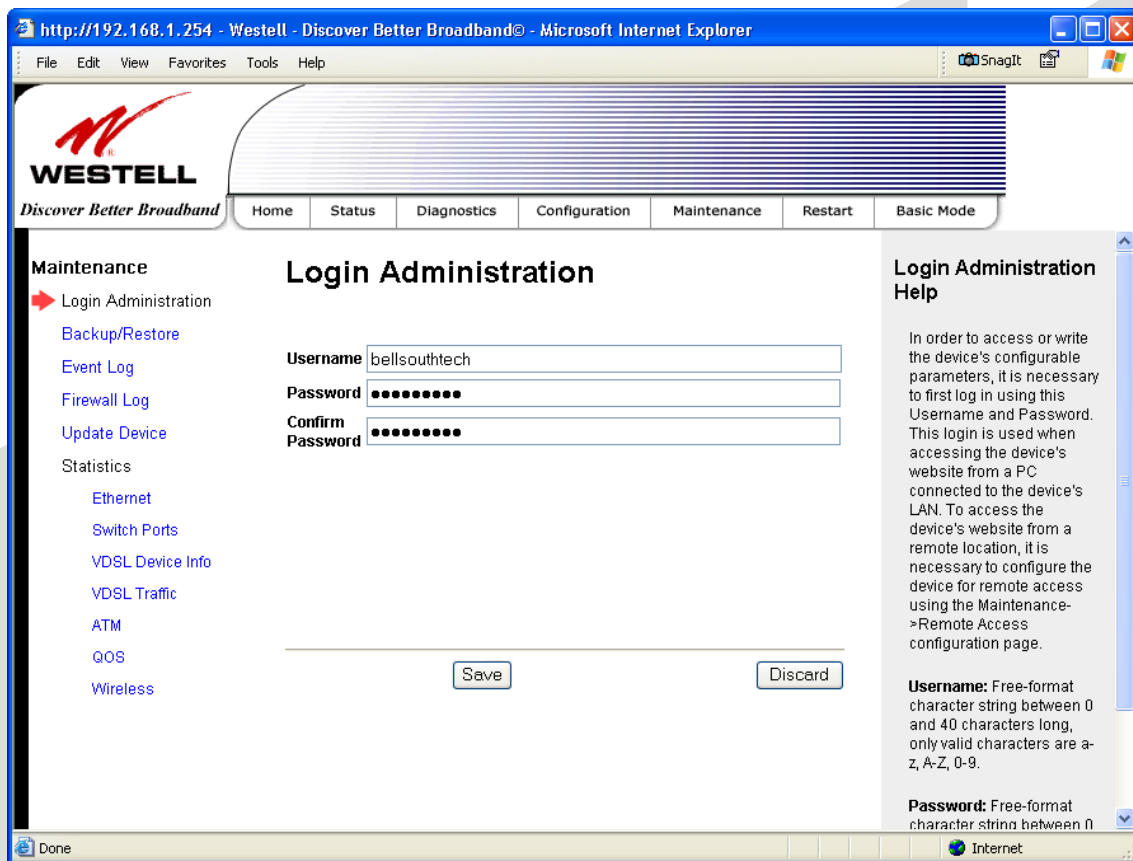 http://192.168.1.254 - Westell - Discover Better Broadband© - Microsoft Internet Explorer
File Edit View Favorites Tools Help
SnagIt
WESTELL
®
Discover Better Broadband
Home Status Diagnostics Configuration Maintenance Restart Basic Mode
Maintenance
Login Administration
Backup/Restore
Event Log
Firewall Log
Update Device
Statistics
Ethernet
Switch Ports
VDSL Device Info
VDSL Traffic
ATM
QOS
Wireless
Login Administration
Username bellsouthtech
Password •••••••••
Confirm
Password •••••••••
Save Discard
Login Administration
Help
In order to access or write
the device's configurable
parameters, it is necessary
to first log in using this
Username and Password.
This login is used when
accessing the device's
website from a PC
connected to the device's
LAN. To access the
device's website from a
remote location, it is
necessary to configure the
device for remote access
using the Maintenance-
>Remote Access
configuration page.
Username: Free-format
character string between 0
and 40 characters long,
only valid characters are a-
z, A-Z, 0-9.
Password: Free-format
character string between 0
Done
Internet